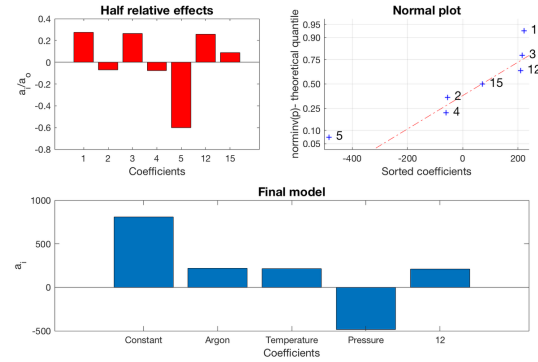 Half relative effects
0.4
0.2
0
-0.2
-0.4
-0.6
-0.8
a_i/a_o
1 2 3 4 5 12 15
Coefficients
Normal plot
0.95
0.90
0.75
0.50
0.25
0.10
0.05
norminv(p)- theoretical quantile
1
3
12
15
2
4
5
-400 -200 0 200
Sorted coefficients
Final model
1000
500
0
-500
a_i
Constant Argon Temperature Pressure 12
Coefficients